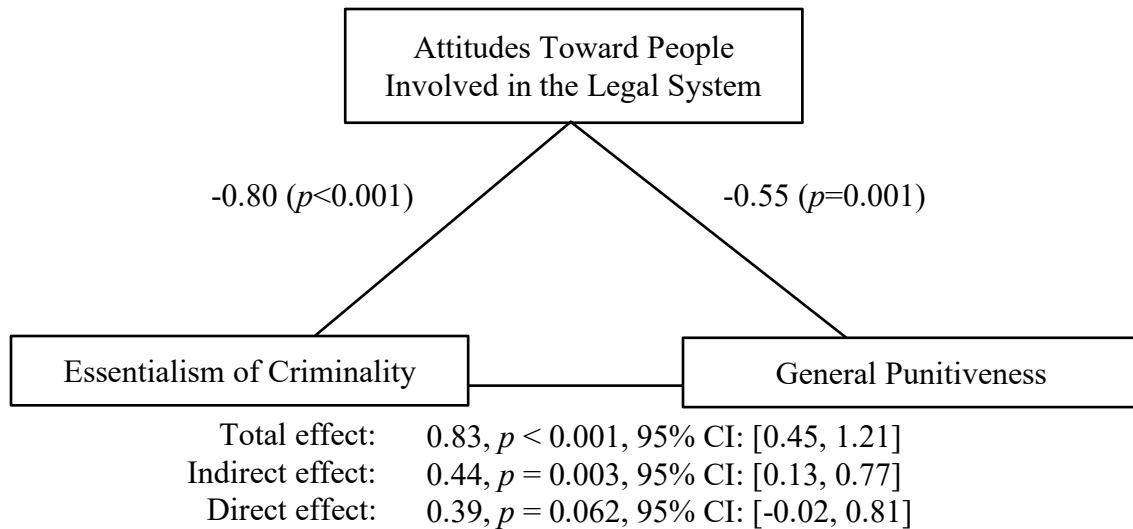 Attitudes Toward People
Involved in the Legal System
-0.80 (p<0.001)
-0.55 (p=0.001)
Essentialism of Criminality
General Punitiveness
Total effect: 0.83, p < 0.001, 95% CI: [0.45, 1.21]
Indirect effect: 0.44, p = 0.003, 95% CI: [0.13, 0.77]
Direct effect: 0.39, p = 0.062, 95% CI: [-0.02, 0.81]